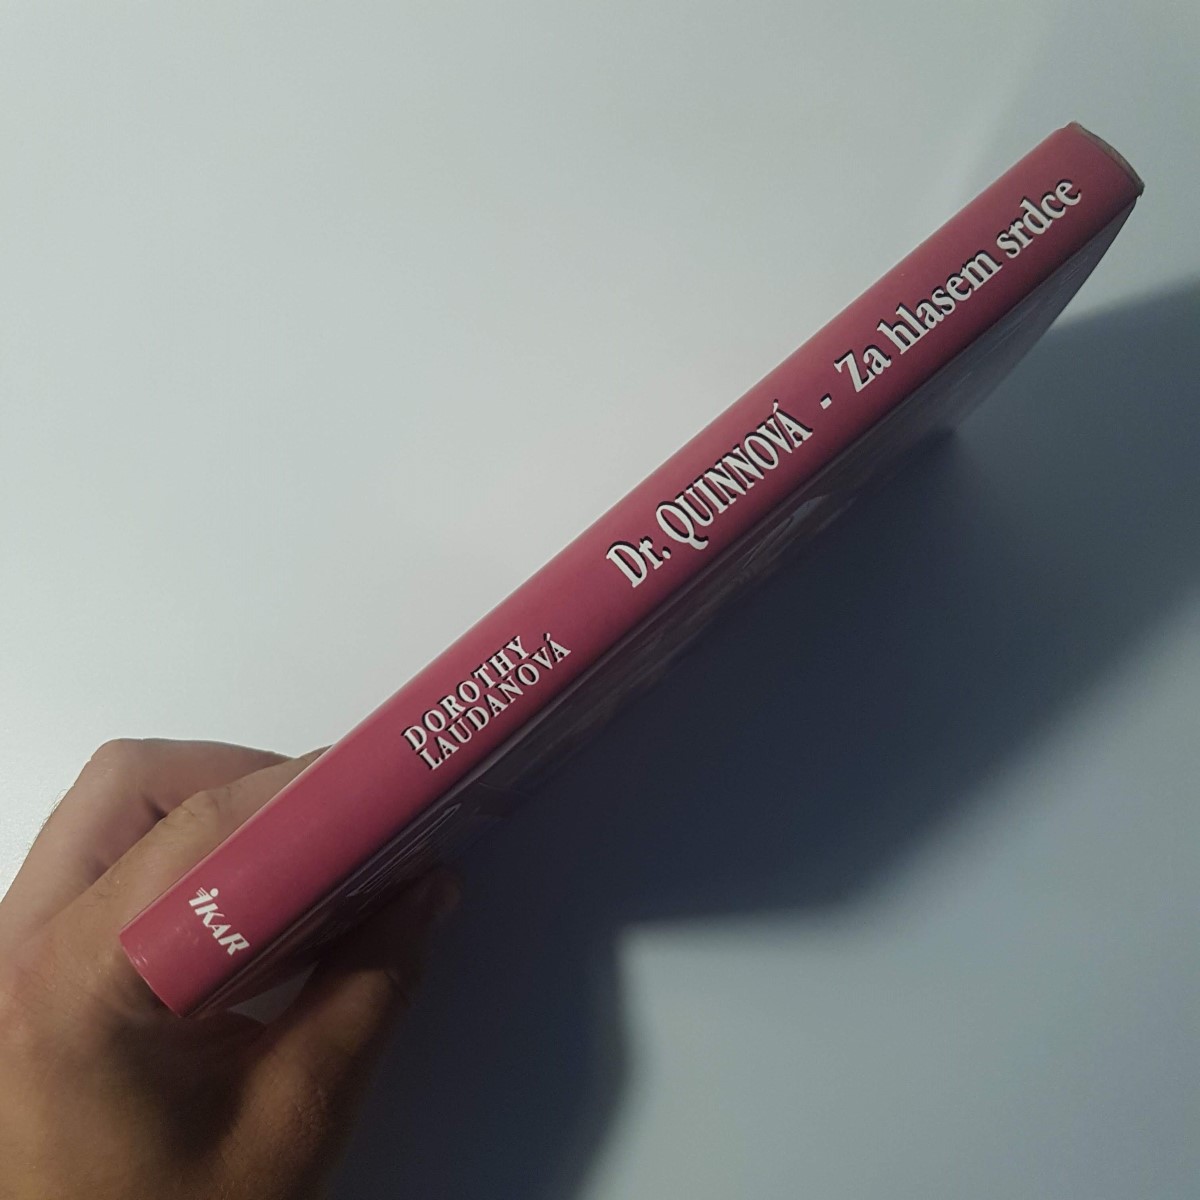 DOROTHY
LAUDANOVÁ
Dr. QUINNOVÁ - Za hlasem srdce
IKAR